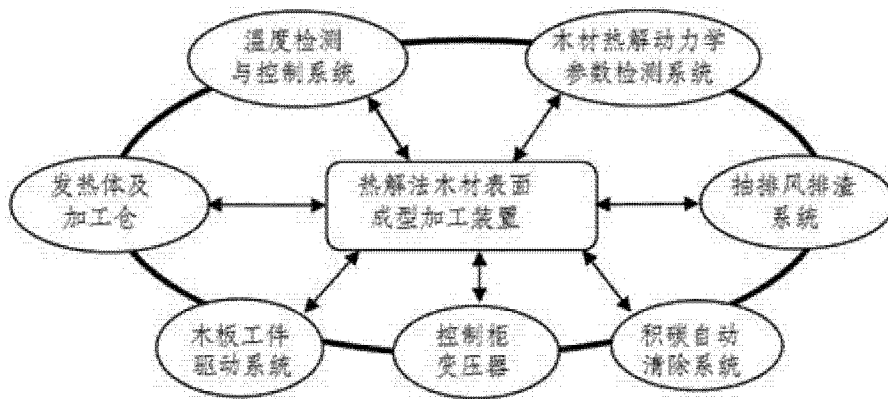 温度检测
与控制系统
木材热解动力学
参数检测系统
发热体及
加工仓
热解法木材表面
成型加工装置
抽排风排渣
系统
木板工件
驱动系统
控制柜
变压器
积碳自动
清除系统